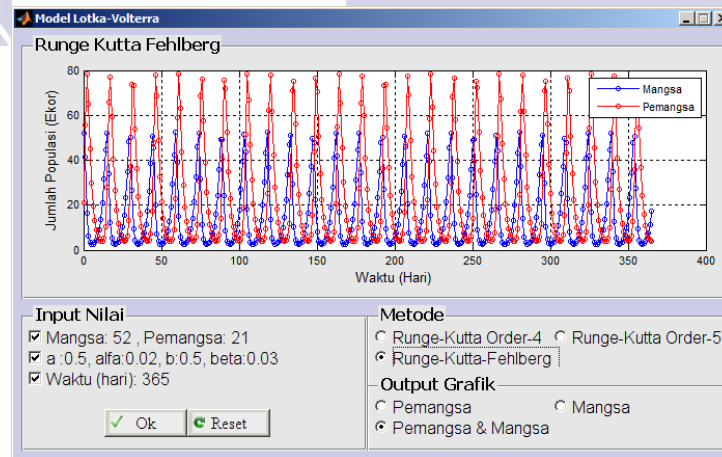 Model Lotka-Volterra
Runge Kutta Fehlberg
Jumlah Populasi (Ekor)
80
60
40
20
0
0 50 100 150 200 250 300 350 400
Waktu (Hari)
Mangsa
Pemangsa
Input Nilai
Mangsa: 52 , Pemangsa: 21
a :0.5, alfa:0.02, b:0.5, beta:0.03
Waktu (hari): 365
Ok Reset
Metode
Runge-Kutta Order-4 Runge-Kutta Order-5
Runge-Kutta-Fehlberg
Output Grafik
Pemangsa Mangsa
Pemangsa & Mangsa